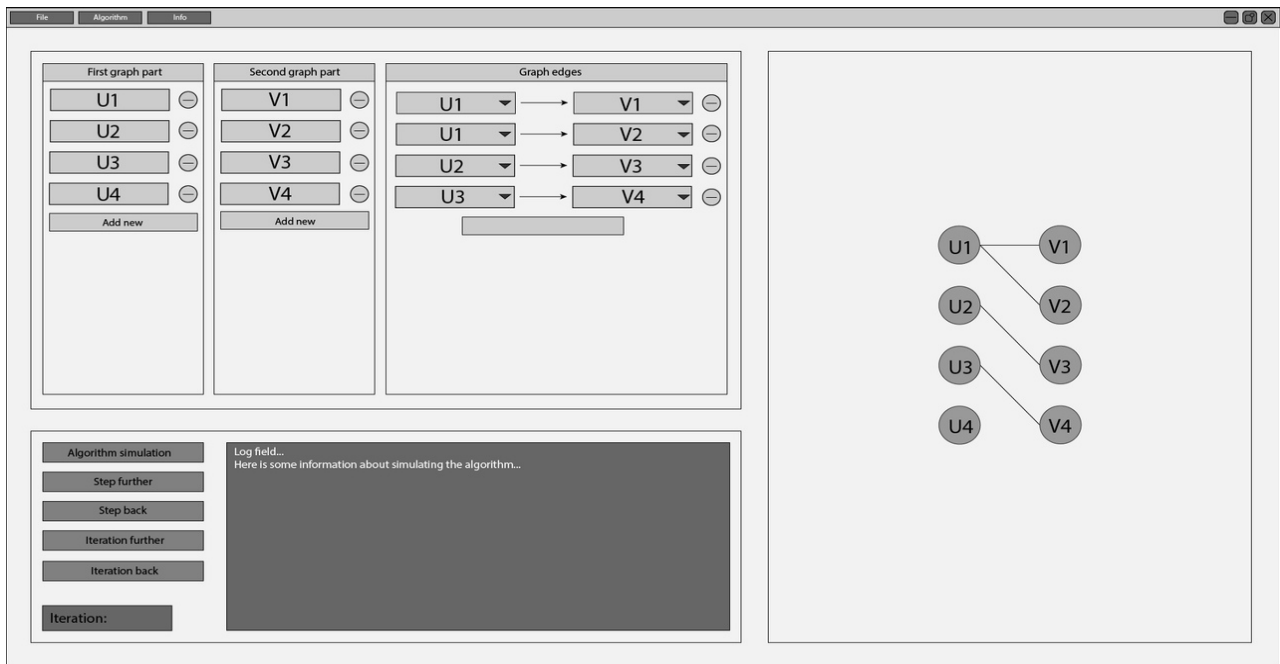 File
Algorithm
Info
First graph part
U1
U2
U3
U4
Add new
Second graph part
V1
V2
V3
V4
Add new
Graph edges
U1 V1
U1 V2
U2 V3
U3 V4
Algorithm simulation
Step further
Step back
Iteration further
Iteration back
Iteration:
Log field...
Here is some information about simulating the algorithm...
U1 V1
U2 V2
U3 V3
U4 V4